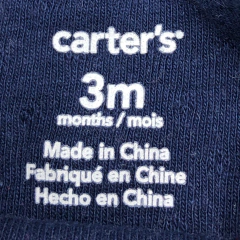 carter's
3m
months / mois
Made in China
Fabriqué en Chine
Hecho en China